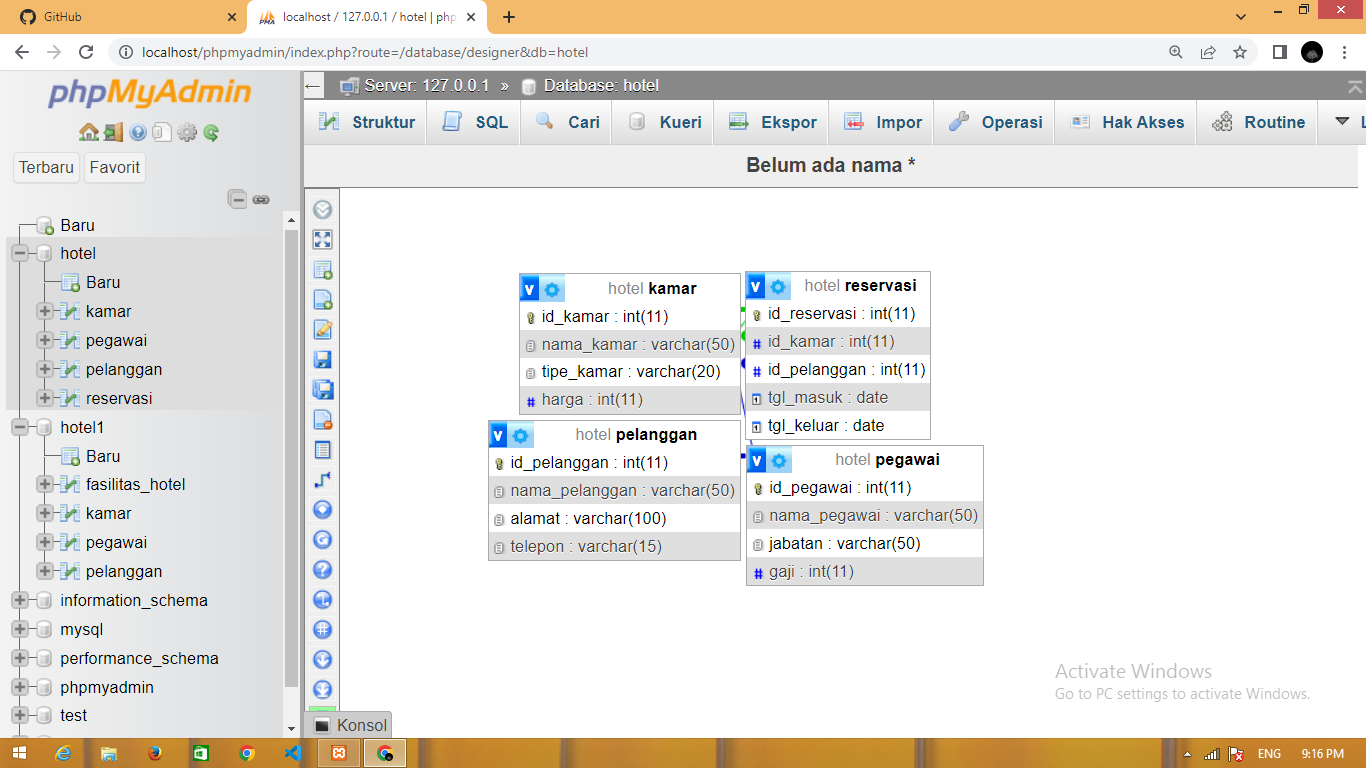 GitHub
localhost / 127.0.0.1 / hotel | php
localhost/phpmyadmin/index.php?route=/database/designer&db=hotel
phpMyAdmin
Terbaru Favorit
Baru
hotel
Baru
kamar
pegawai
pelanggan
reservasi
hotel1
Baru
fasilitas_hotel
kamar
pegawai
pelanggan
information_schema
mysql
performance_schema
phpmyadmin
test
Server: 127.0.0.1 » Database: hotel
Struktur SQL Cari Kueri Ekspor Impor Operasi Hak Akses Routine L
Belum ada nama *
v hotel kamar
id_kamar : int(11)
nama_kamar : varchar(50)
tipe_kamar : varchar(20)
# harga : int(11)
v hotel reservasi
id_reservasi : int(11)
# id_kamar : int(11)
# id_pelanggan : int(11)
tgl_masuk : date
tgl_keluar : date
v hotel pelanggan
id_pelanggan : int(11)
nama_pelanggan : varchar(50)
alamat : varchar(100)
telepon : varchar(15)
v hotel pegawai
id_pegawai : int(11)
nama_pegawai : varchar(50)
jabatan : varchar(50)
# gaji : int(11)
Activate Windows
Go to PC settings to activate Windows.
Konsol
ENG 9:16 PM